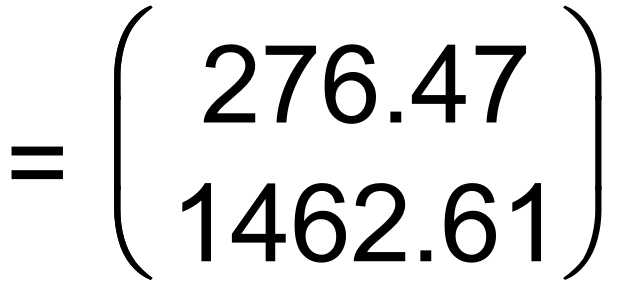 = ( 276.47
1462.61 )